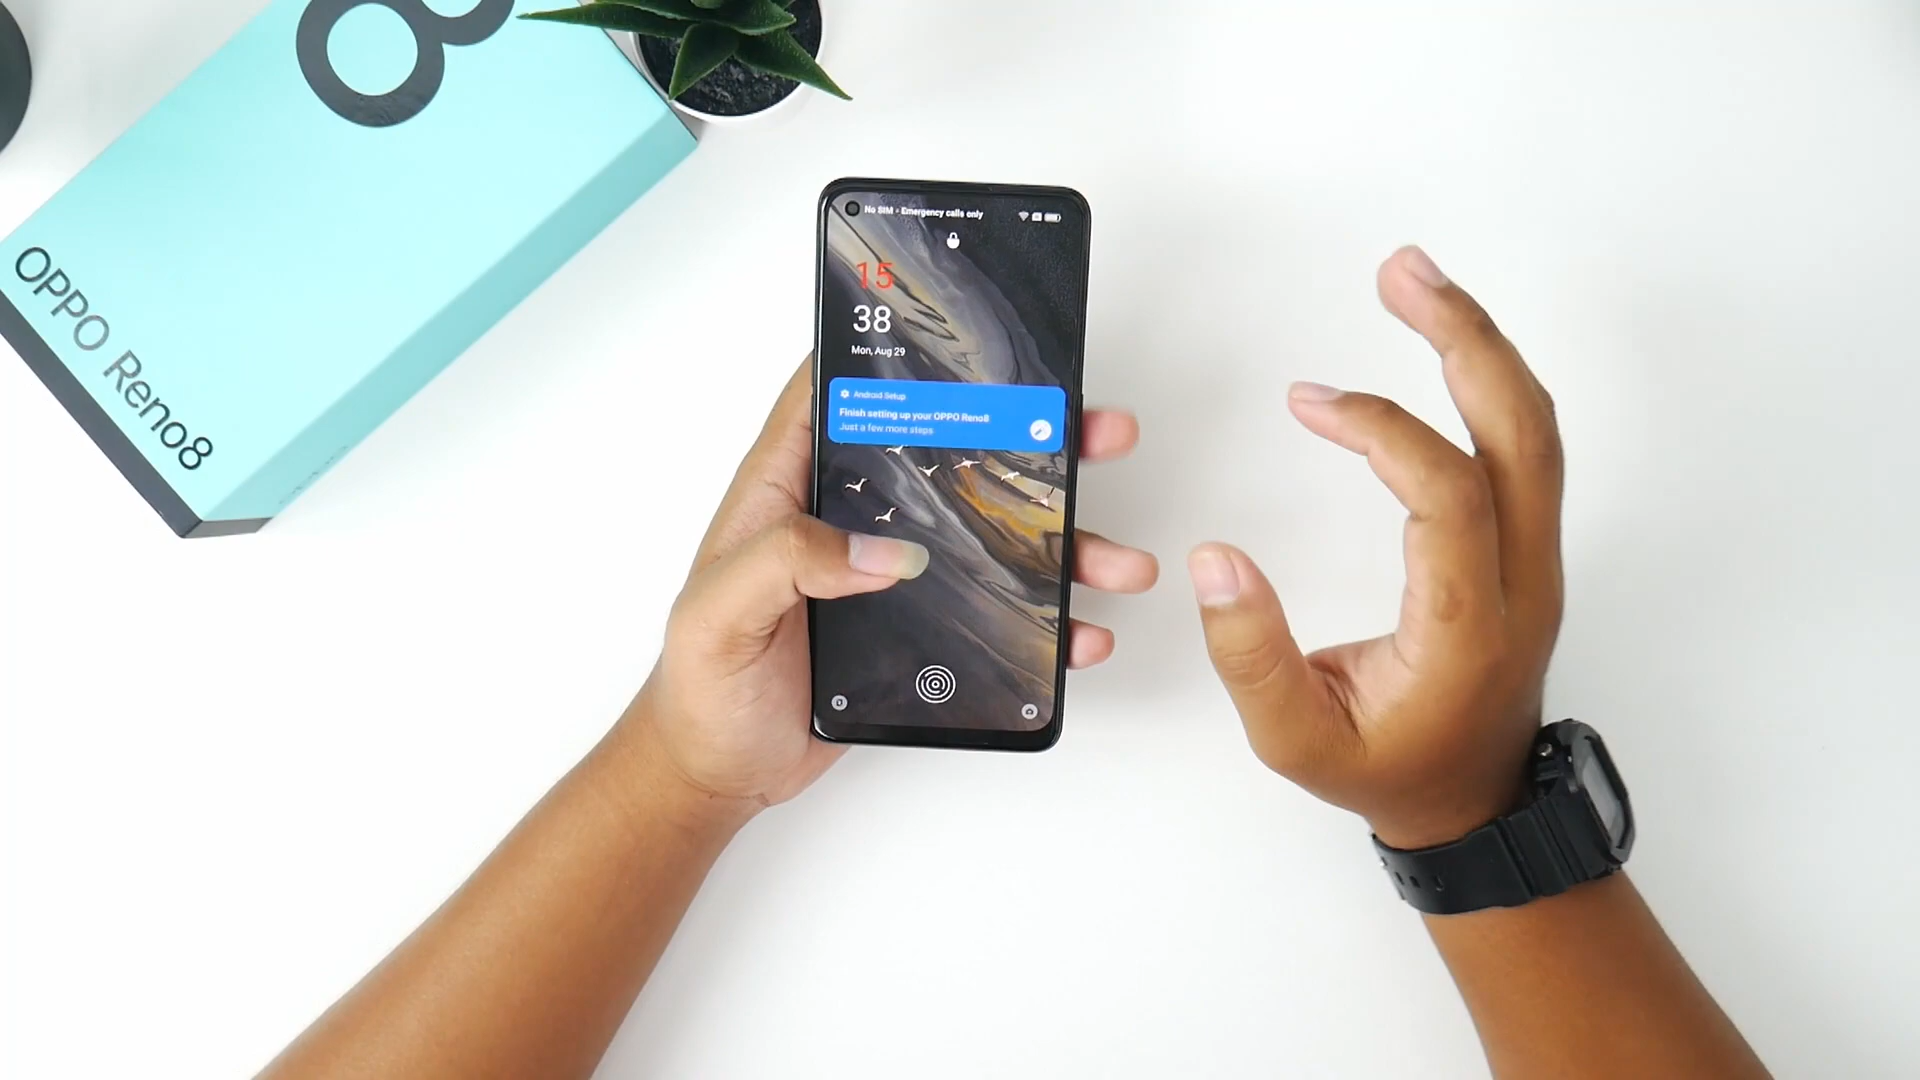 8
OPPO Reno8
No SIM - Emergency calls only
15
38
Mon, Aug 29
Android Setup
Finish setting up your OPPO Reno8
Just a few more steps